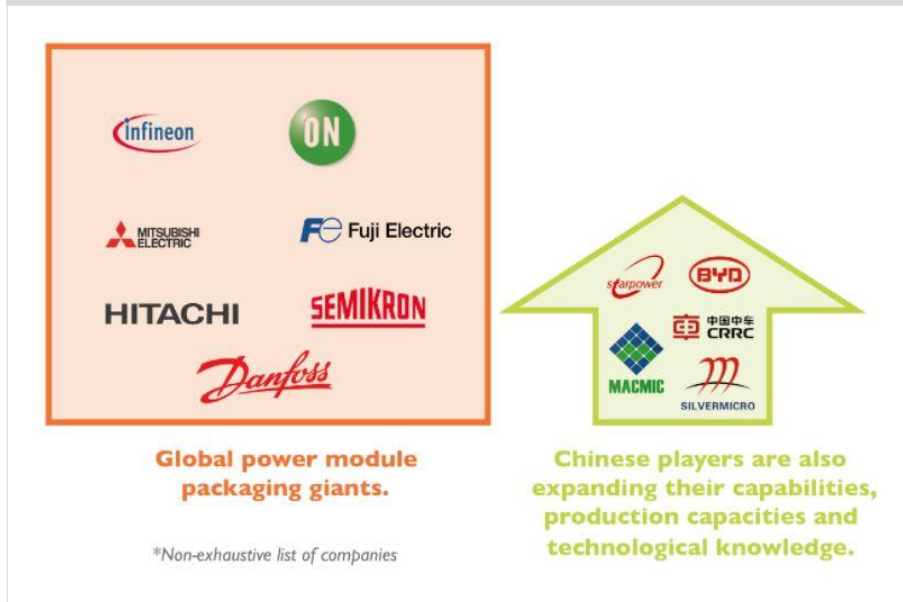 infineon
ON
MITSUBISHI
ELECTRIC
Fe Fuji Electric
HITACHI
SEMIKRON
Danfoss
Global power module
packaging giants.
*Non-exhaustive list of companies
starpower
BYD
中国中车
CRRC
MACMIC
SILVERMICRO
Chinese players are also
expanding their capabilities,
production capacities and
technological knowledge.